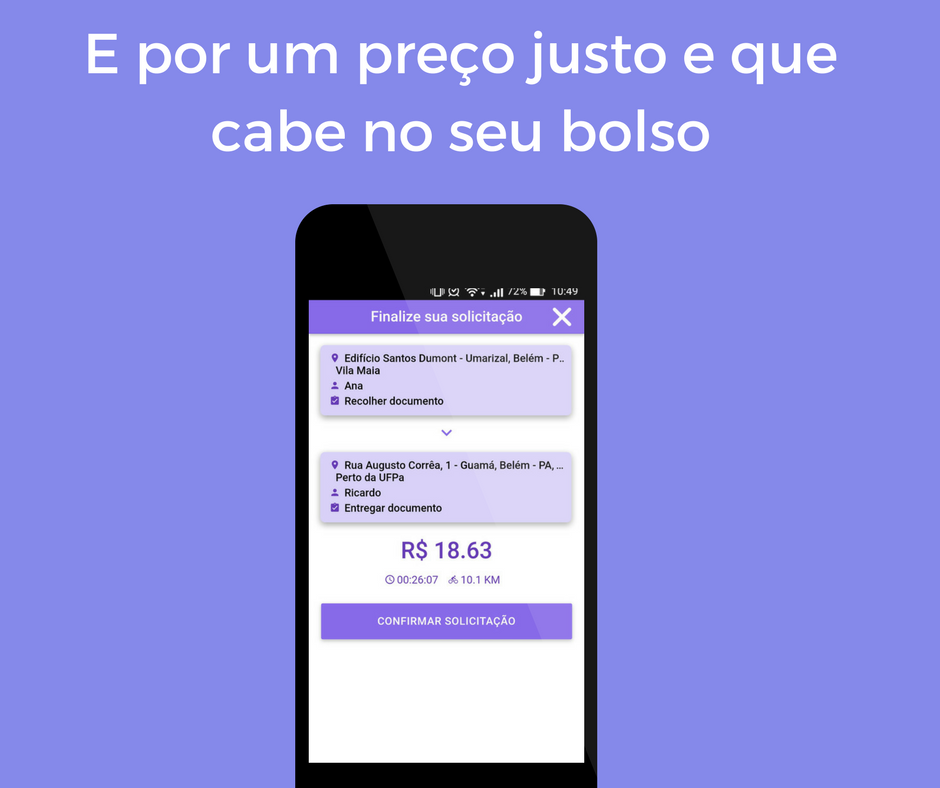 E por um preço justo e que
cabe no seu bolso
72% 10:49
Finalize sua solicitação
Edifício Santos Dumont - Umarizal, Belém - P..
Vila Maia
Ana
Recolher documento
Rua Augusto Corrêa, 1 - Guamá, Belém - PA, ...
Perto da UFPa
Ricardo
Entregar documento
R$ 18.63
00:26:07 10.1 KM
CONFIRMAR SOLICITAÇÃO